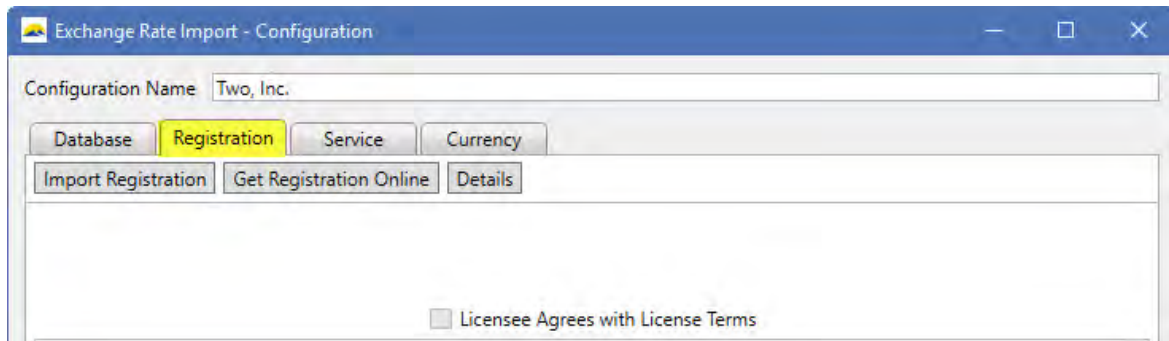 Exchange Rate Import - Configuration
Configuration Name Two, Inc.
Database Registration Service Currency
Import Registration Get Registration Online Details
Licensee Agrees with License Terms